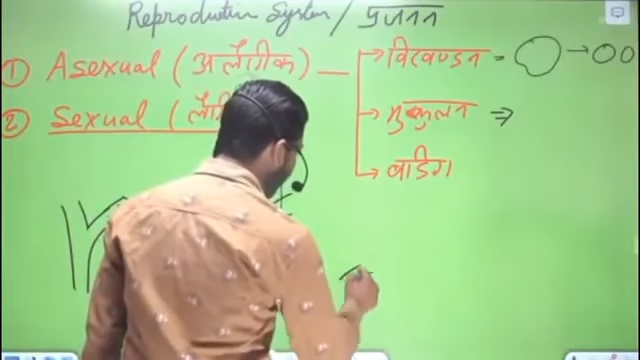 Reproduction System / प्रजनन
① Asexual (अलैंगिक)
विखण्डन =
② Sexual (लैं
मुकुलन ⇒
बाडिंग